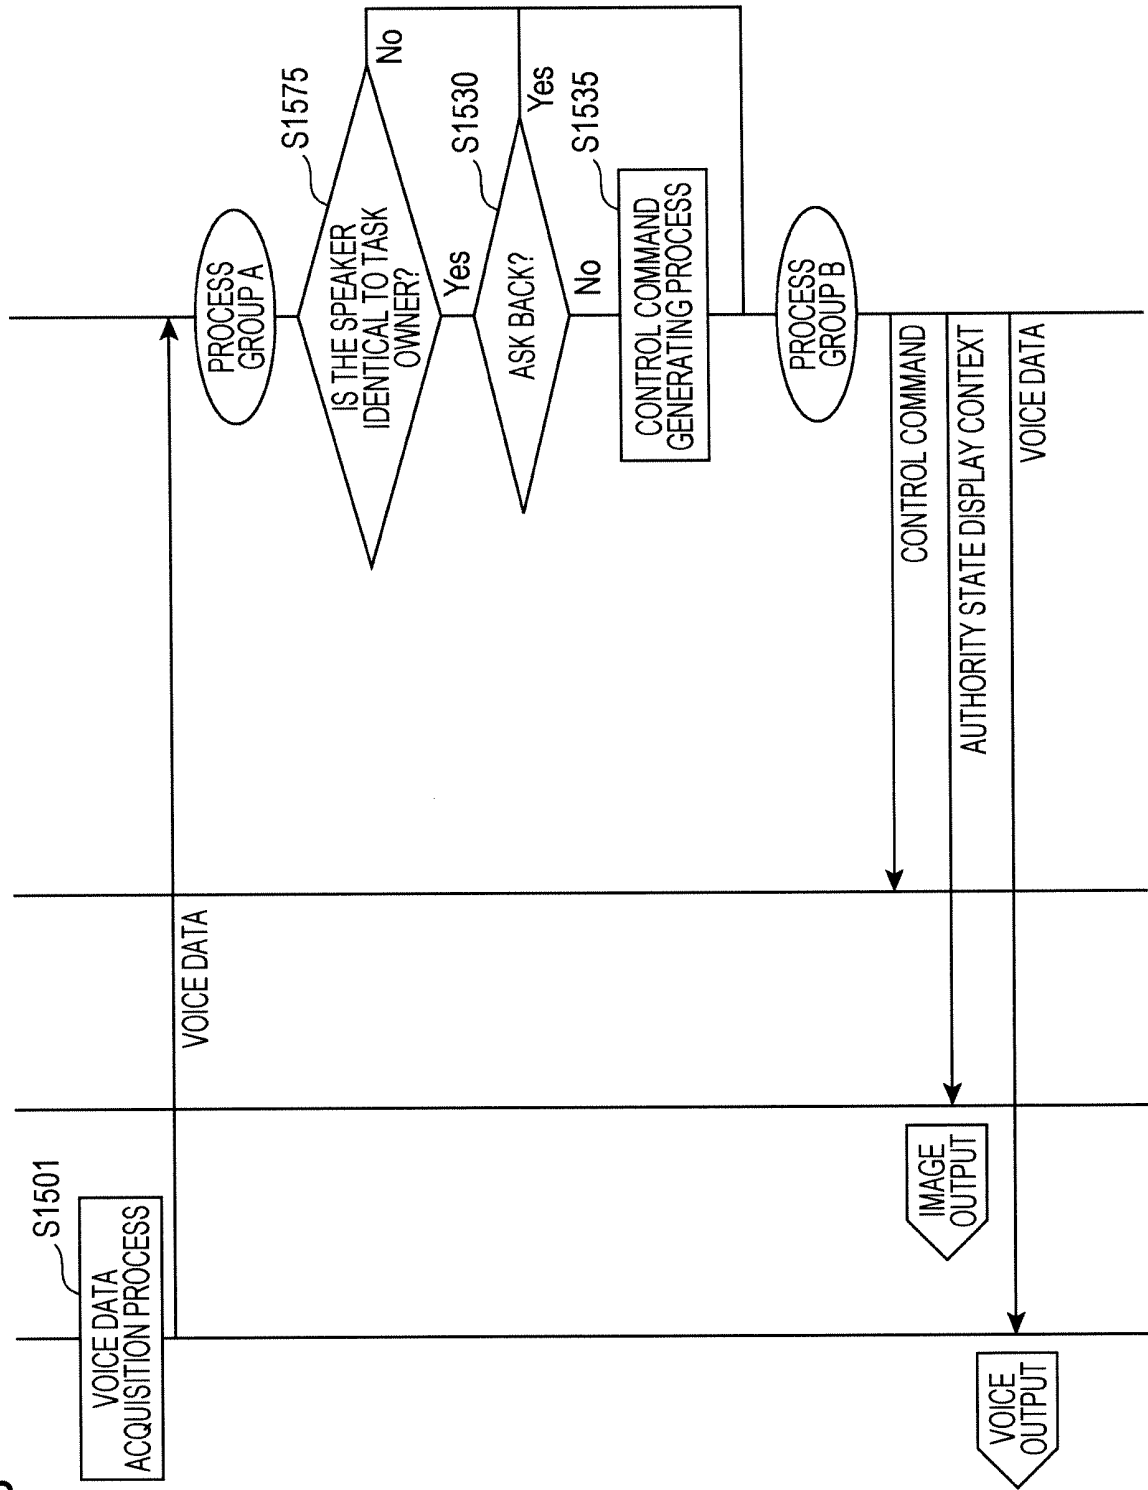 S1501
VOICE DATA
ACQUISITION PROCESS
VOICE DATA
PROCESS
GROUP A
S1575
IS THE SPEAKER
IDENTICAL TO TASK
OWNER?
No
Yes
S1530
ASK BACK?
Yes
No
S1535
CONTROL COMMAND
GENERATING PROCESS
PROCESS
GROUP B
CONTROL COMMAND
AUTHORITY STATE DISPLAY CONTEXT
IMAGE
OUTPUT
VOICE DATA
VOICE
OUTPUT